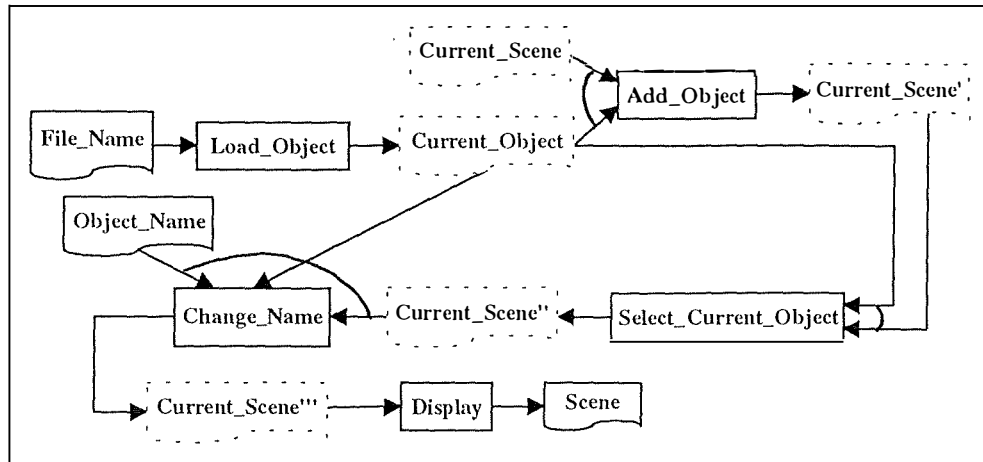 Current_Scene
Add_Object
Current_Scene'
File_Name
Load_Object
Current_Object
Object_Name
Change_Name
Current_Scene''
Select_Current_Object
Current_Scene'''
Display
Scene